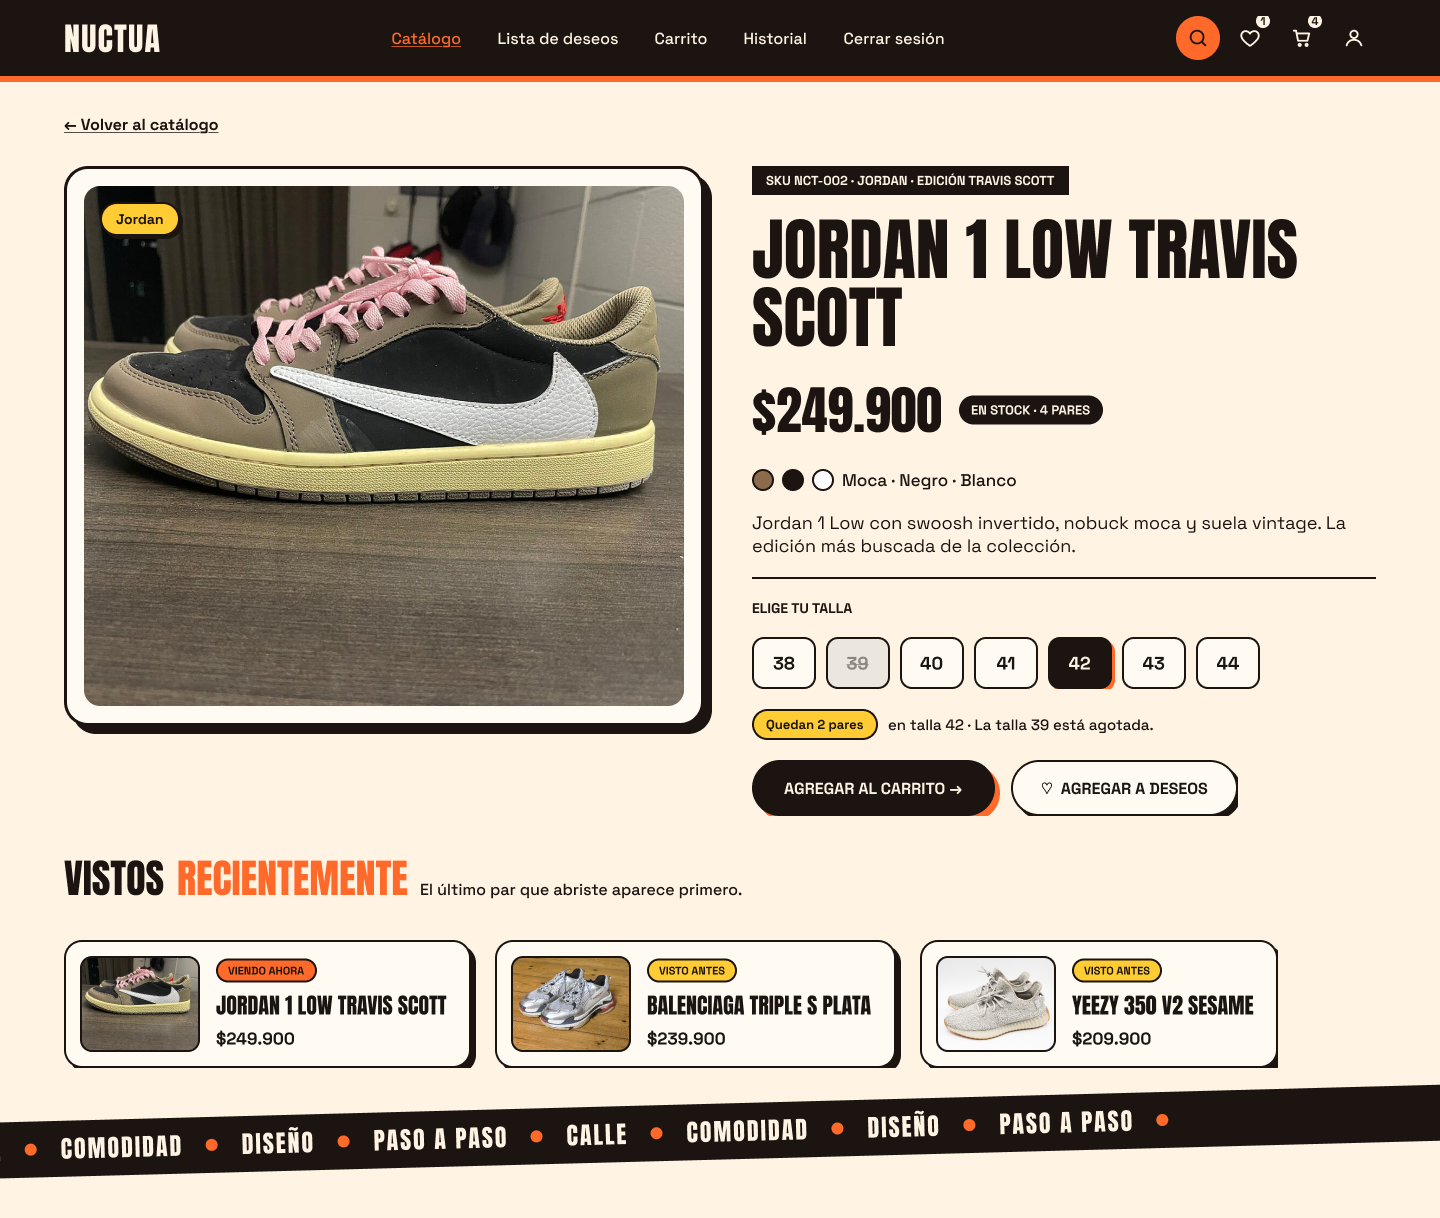 NUCTUA
Catálogo
Lista de deseos
Carrito
Historial
Cerrar sesión
1
4
← Volver al catálogo
Jordan
SKU NCT-002 · JORDAN · EDICIÓN TRAVIS SCOTT
JORDAN 1 LOW TRAVIS
SCOTT
$249.900
EN STOCK · 4 PARES
Moca · Negro · Blanco
Jordan 1 Low con swoosh invertido, nobuck moca y suela vintage. La
edición más buscada de la colección.
ELIGE TU TALLA
38
39
40
41
42
43
44
Quedan 2 pares
en talla 42 · La talla 39 está agotada.
AGREGAR AL CARRITO →
♡ AGREGAR A DESEOS
VISTOS RECIENTEMENTE
El último par que abriste aparece primero.
VIENDO AHORA
JORDAN 1 LOW TRAVIS SCOTT
$249.900
VISTO ANTES
BALENCIAGA TRIPLE S PLATA
$239.900
VISTO ANTES
YEEZY 350 V2 SESAME
$209.900
● COMODIDAD ● DISEÑO ● PASO A PASO ● CALLE ● COMODIDAD ● DISEÑO ● PASO A PASO ●